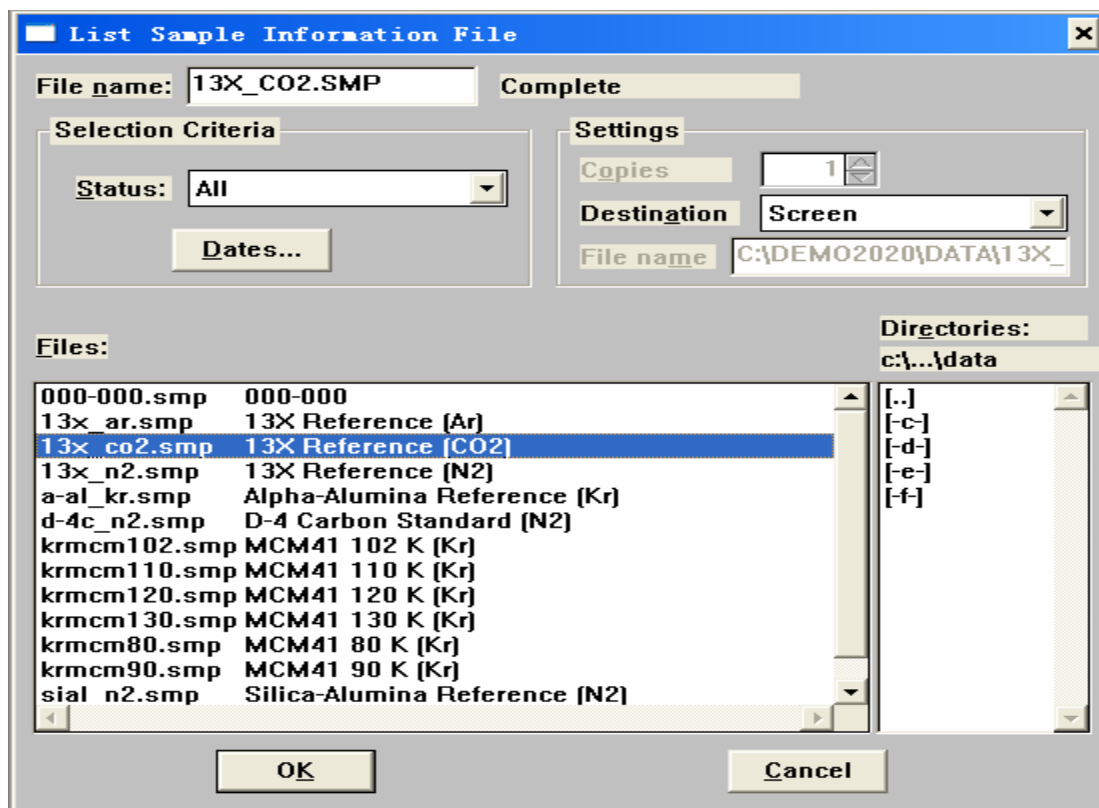 List Sample Information File
File name: 13X_CO2.SMP Complete
Selection Criteria
Settings
Status: All
Copies 1
Destination Screen
Dates...
File name C:\DEMO2020\DATA\13X_
Files:
Directories:
c:\...\data
000-000.smp 000-000
13x_ar.smp 13X Reference (Ar)
13x_co2.smp 13X Reference (CO2)
13x_n2.smp 13X Reference (N2)
a-al_kr.smp Alpha-Alumina Reference (Kr)
d-4c_n2.smp D-4 Carbon Standard (N2)
krmcm102.smp MCM41 102 K (Kr)
krmcm110.smp MCM41 110 K (Kr)
krmcm120.smp MCM41 120 K (Kr)
krmcm130.smp MCM41 130 K (Kr)
krmcm80.smp MCM41 80 K (Kr)
krmcm90.smp MCM41 90 K (Kr)
sial_n2.smp Silica-Alumina Reference (N2)
[..]
[-c-]
[-d-]
[-e-]
[-f-]
OK
Cancel